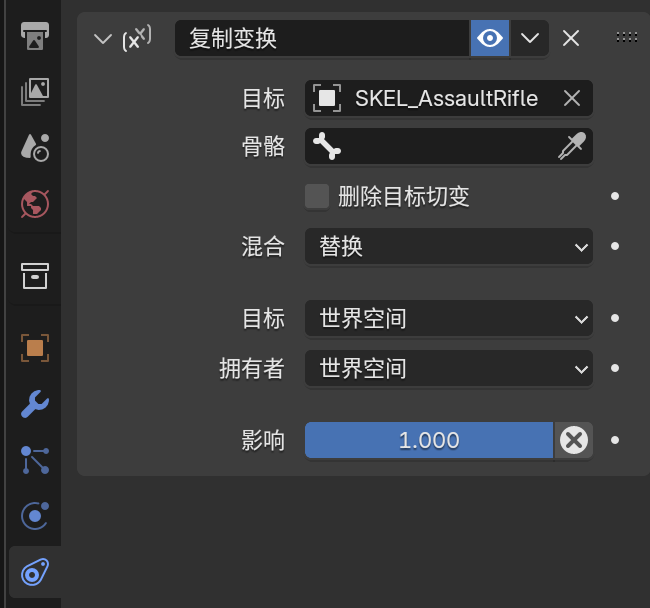 复制变换
目标 SKEL_AssaultRifle
骨骼
删除目标切变
混合 替换
目标 世界空间
拥有者 世界空间
影响 1.000